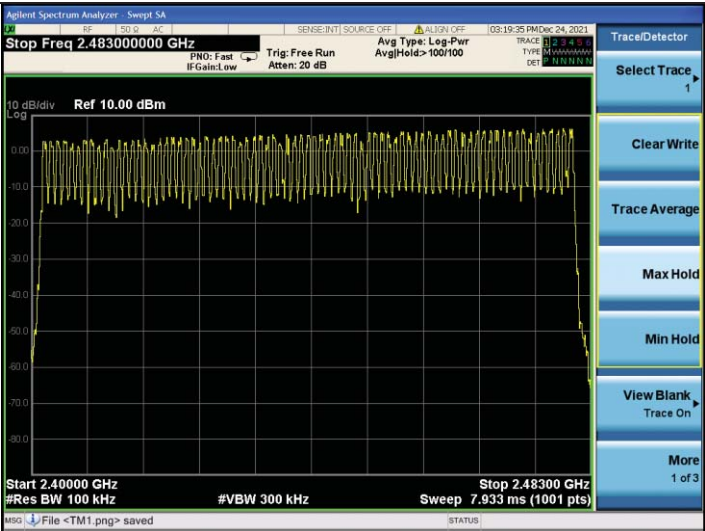 Agilent Spectrum Analyzer - Swept SA
RF 50 Ω AC SENSE:INT SOURCE OFF ALIGN OFF 03:19:35 PM Dec 24, 2021
Stop Freq 2.483000000 GHz
PNO: Fast
IFGain:Low
Trig: Free Run
Atten: 20 dB
Avg Type: Log-Pwr
Avg|Hold:>100/100
TRACE 1 2 3 4 5 6
TYPE M
DET P N N N N N
10 dB/div Ref 10.00 dBm
Log
0.00
-10.0
-20.0
-30.0
-40.0
-50.0
-60.0
-70.0
-80.0
Start 2.40000 GHz Stop 2.48300 GHz
#Res BW 100 kHz #VBW 300 kHz Sweep 7.933 ms (1001 pts)
MSG File <TM1.png> saved STATUS
Trace/Detector
Select Trace
1
Clear Write
Trace Average
Max Hold
Min Hold
View Blank
Trace On
More
1 of 3